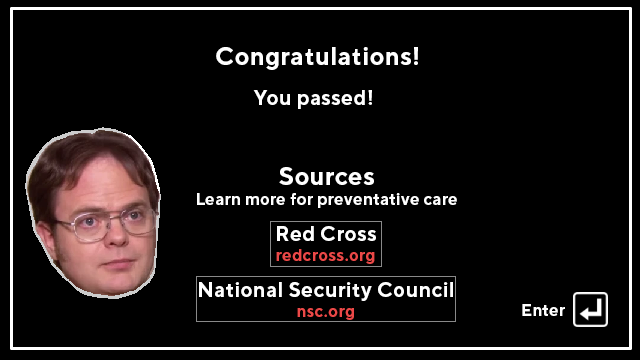 Congratulations!
You passed!
Sources
Learn more for preventative care
Red Cross
redcross.org
National Security Council
nsc.org
Enter